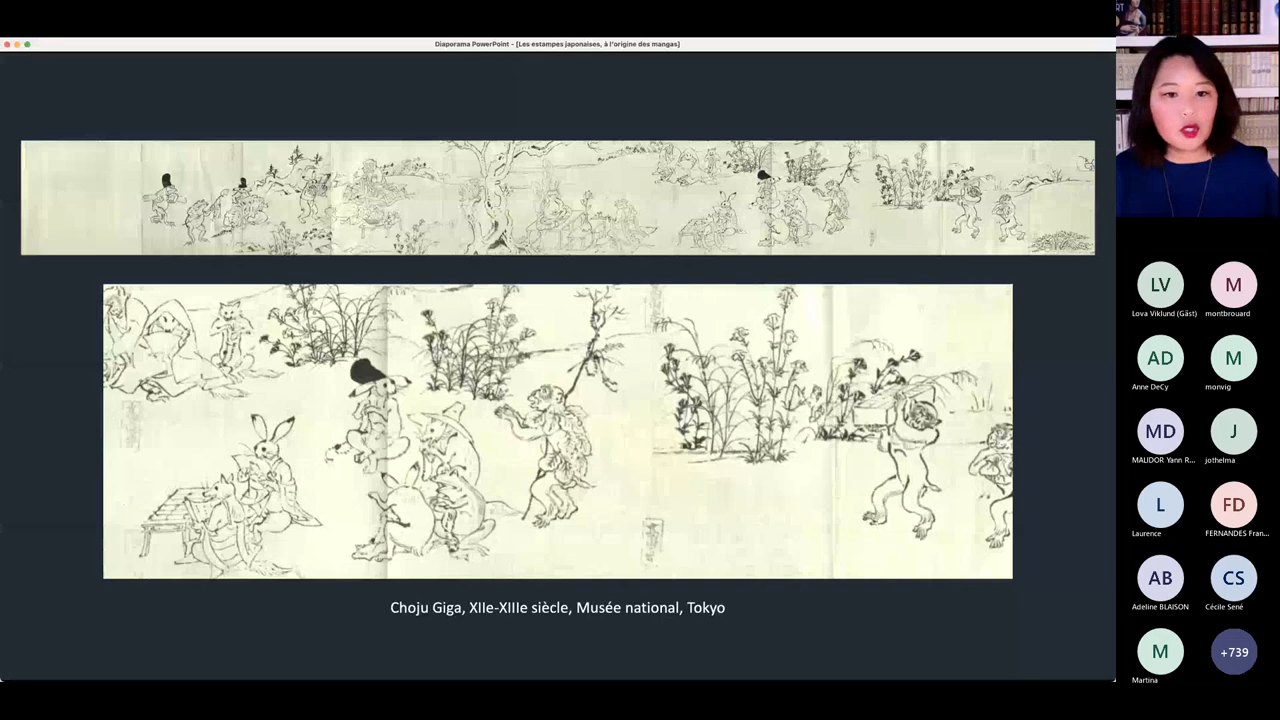 Diaporama PowerPoint - [Les estampes japonaises, à l'origine des mangas]
Choju Giga, XIIe-XIIIe siècle, Musée national, Tokyo
LV
Lova Viklund (Gäst)
M
montbrouard
AD
Anne DeCy
M
monvig
MD
MALIDOR Yann R...
J
jothelma
L
Laurence
FD
FERNANDES Fran...
AB
Adeline BLAISON
CS
Cécile Sené
M
Martina
+739